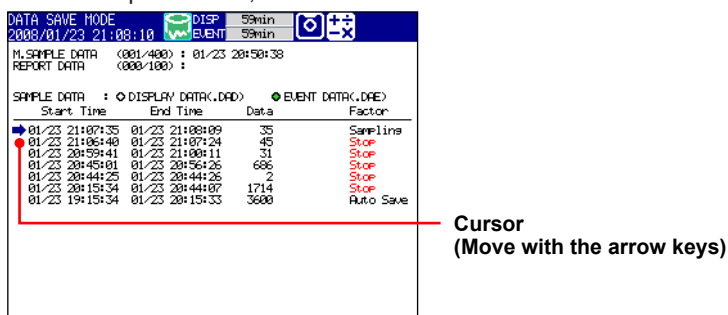 DATA SAVE MODE DISP 59min
2008/01/23 21:08:10 EVENT 59min
M.SAMPLE DATA (001/400) : 01/23 20:50:38
REPORT DATA (000/100) :
SAMPLE DATA : DISPLAY DATA(.DAD) EVENT DATA(.DAE)
Start Time End Time Data Factor
01/23 21:07:35 01/23 21:08:09 35 Sampling
01/23 21:06:40 01/23 21:07:24 45 Stop
01/23 20:59:41 01/23 21:00:11 31 Stop
01/23 20:45:01 01/23 20:56:26 686 Stop
01/23 20:44:25 01/23 20:44:26 2 Stop
01/23 20:15:34 01/23 20:44:07 1714 Stop
01/23 19:15:34 01/23 20:15:33 3600 Auto Save
Cursor
(Move with the arrow keys)